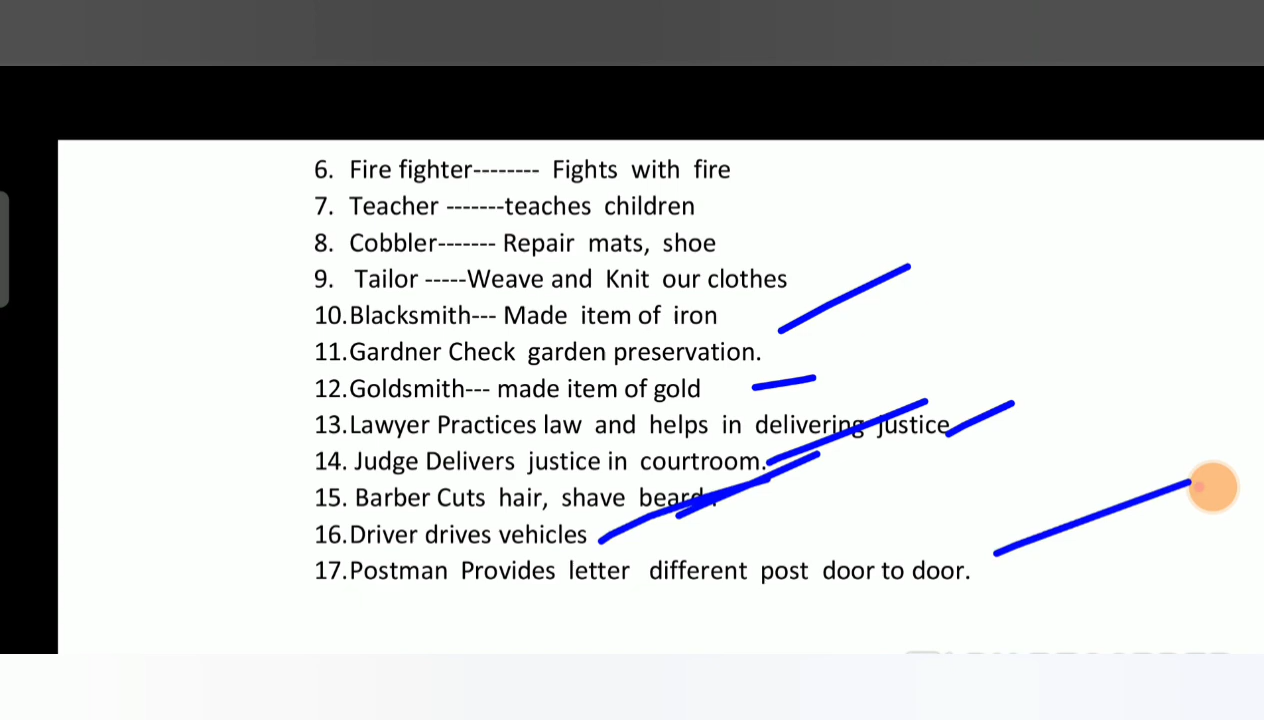 6. Fire fighter-------- Fights with fire
7. Teacher -------teaches children
8. Cobbler------- Repair mats, shoe
9. Tailor -----Weave and Knit our clothes
10.Blacksmith--- Made item of iron
11.Gardner Check garden preservation.
12.Goldsmith--- made item of gold
13.Lawyer Practices law and helps in delivering justice
14. Judge Delivers justice in courtroom.
15. Barber Cuts hair, shave beard.
16.Driver drives vehicles
17.Postman Provides letter different post door to door.